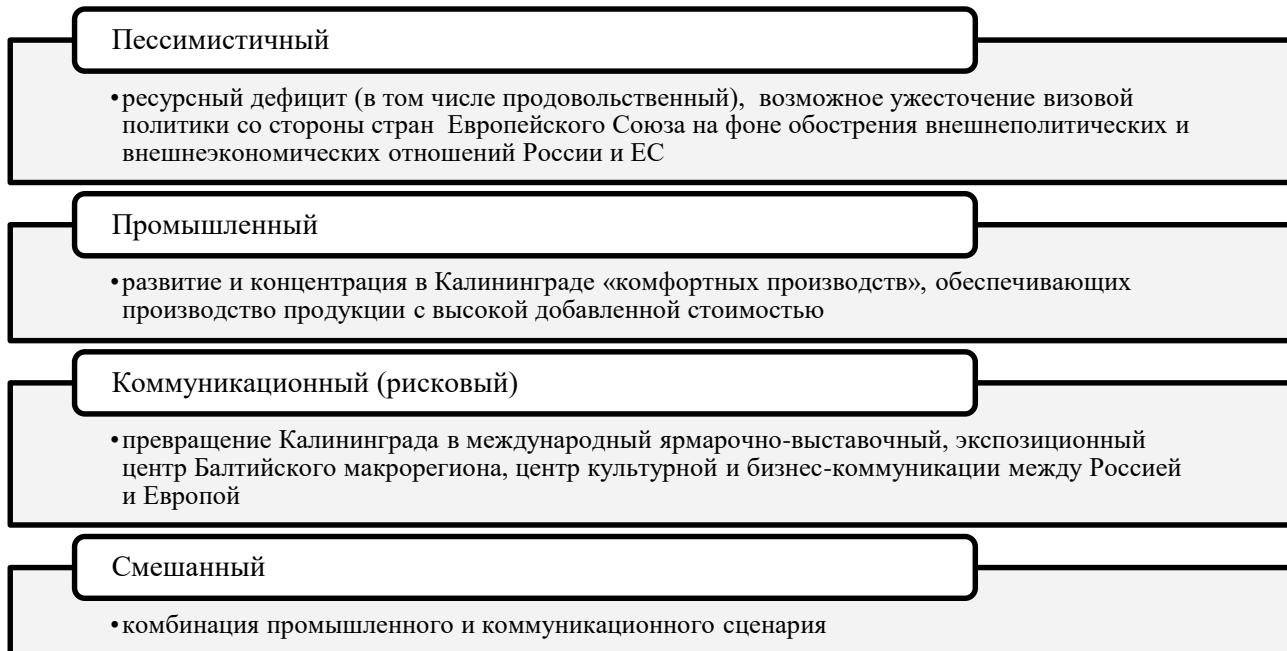 Пессимистичный
•ресурсный дефицит (в том числе продовольственный), возможное ужесточение визовой
политики со стороны стран Европейского Союза на фоне обострения внешнеполитических и
внешнеэкономических отношений России и ЕС
Промышленный
•развитие и концентрация в Калининграде «комфортных производств», обеспечивающих
производство продукции с высокой добавленной стоимостью
Коммуникационный (рисковый)
•превращение Калининграда в международный ярмарочно-выставочный, экспозиционный
центр Балтийского макрорегиона, центр культурной и бизнес-коммуникации между Россией
и Европой
Смешанный
•комбинация промышленного и коммуникационного сценария